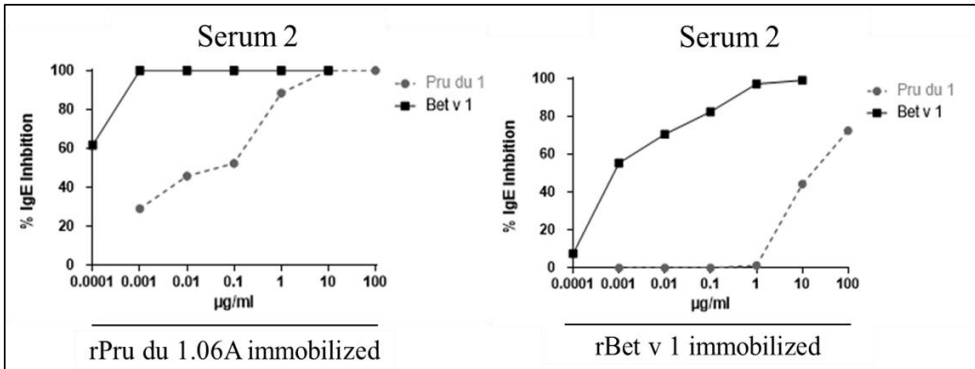 Serum 2
% IgE Inhbition
100
80
60
40
20
0
0.0001 0.001 0.01 0.1 1 10 100
µg/ml
Pru du 1
Bet v 1
rPru du 1.06A immobilized
Serum 2
% IgE Inhbition
100
80
60
40
20
0
0.0001 0.001 0.01 0.1 1 10 100
µg/ml
Pru du 1
Bet v 1
rBet v 1 immobilized